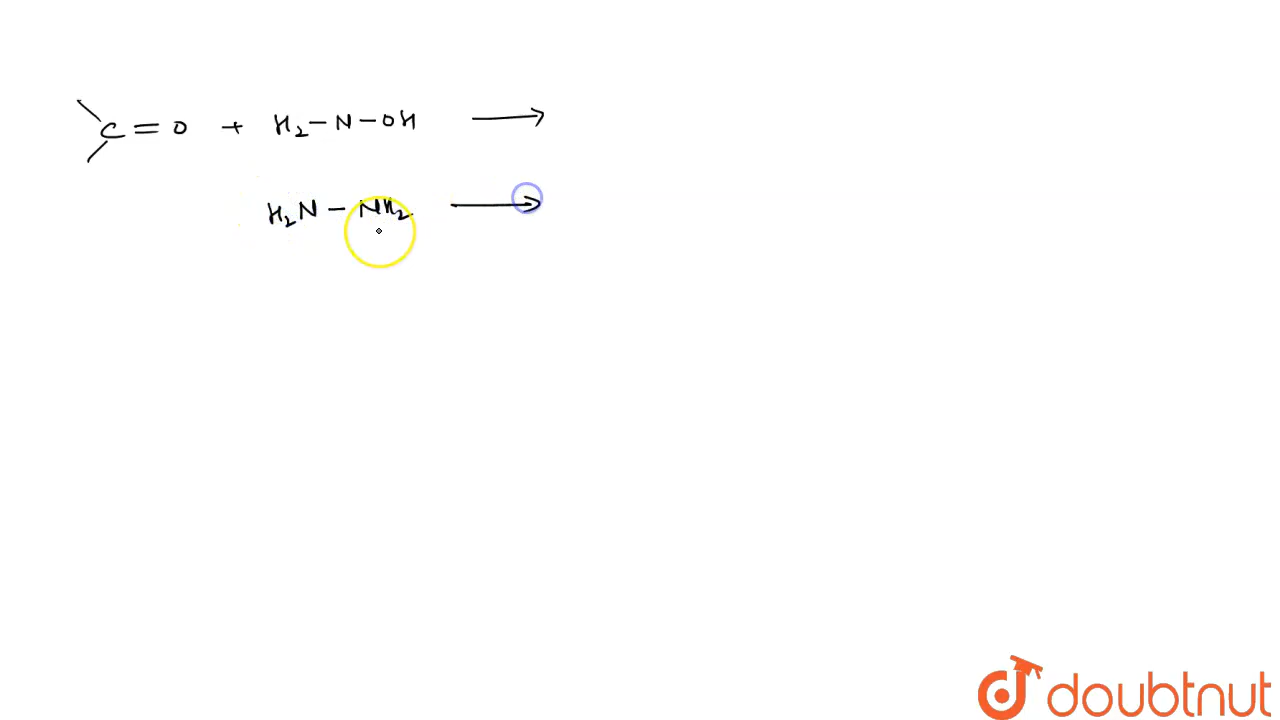 C = O + H₂ - N - OH ⟶
H₂N - NH₂ ⟶
doubtnut